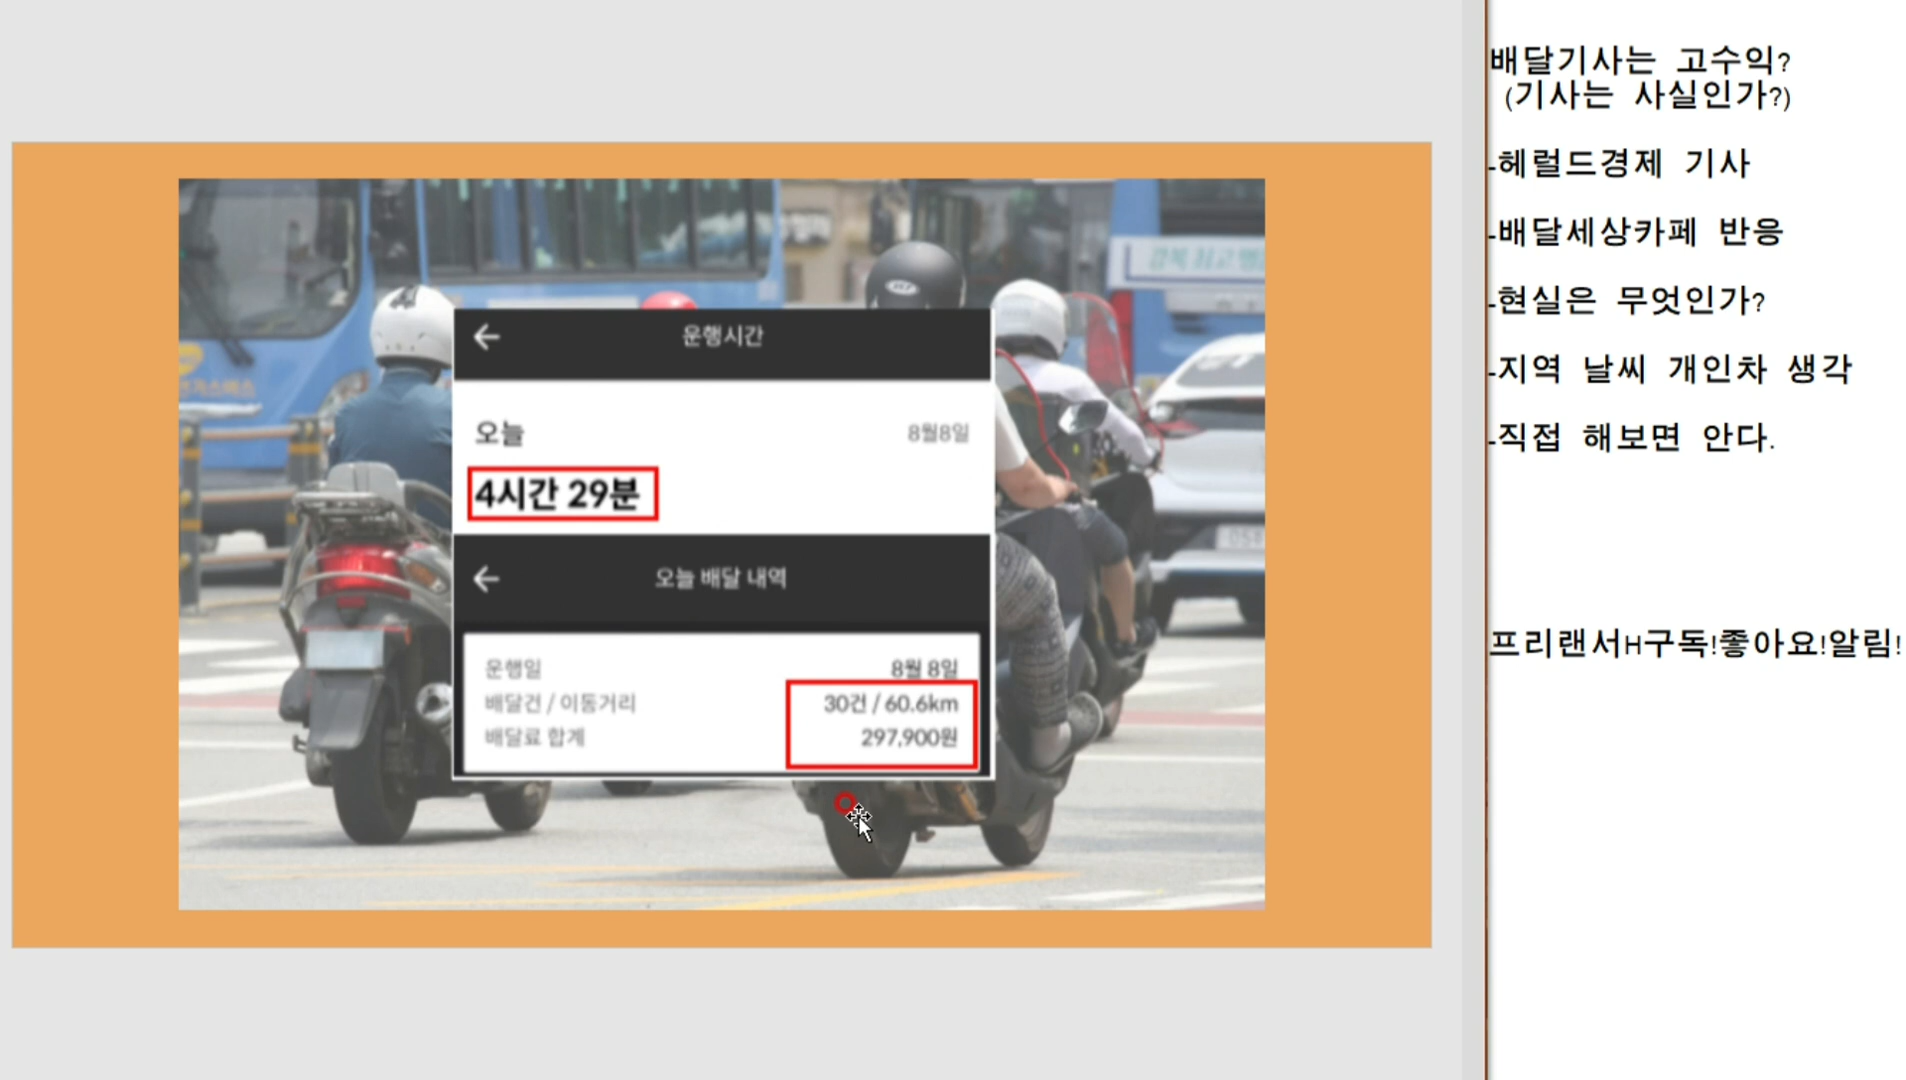 배달기사는 고수익?
(기사는 사실인가?)
-헤럴드경제 기사
-배달세상카페 반응
-현실은 무엇인가?
-지역 날씨 개인차 생각
-직접 해보면 안다.
프리랜서H구독!좋아요!알림!
운행시간
오늘
8월8일
4시간 29분
오늘 배달 내역
운행일 8월 8일
배달건 / 이동거리 30건 / 60.6km
배달료 합계 297,900원